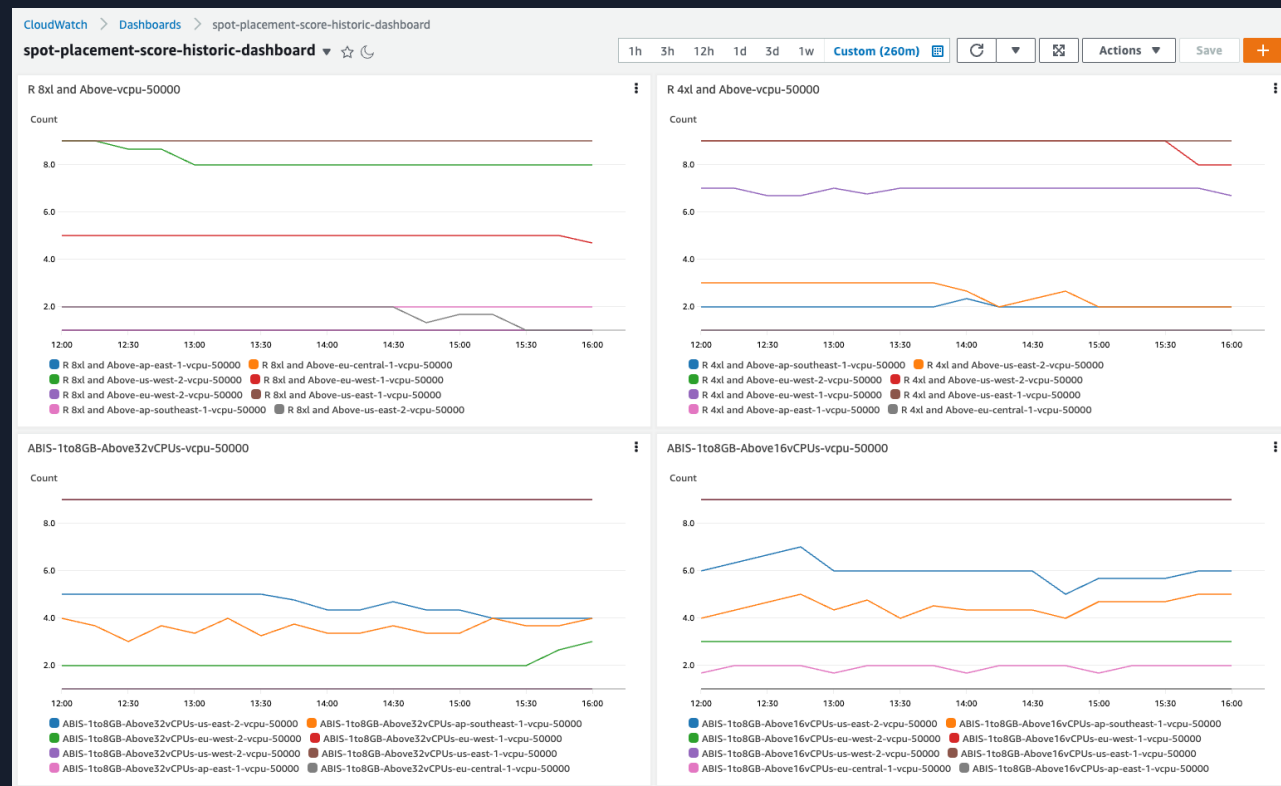 CloudWatch > Dashboards > spot-placement-score-historic-dashboard
spot-placement-score-historic-dashboard
1h 3h 12h 1d 3d 1w Custom (260m) Actions Save +
R 8xl and Above-vcpu-50000
Count
8.0
6.0
4.0
2.0
12:00 12:30 13:00 13:30 14:00 14:30 15:00 15:30 16:00
R 8xl and Above-ap-east-1-vcpu-50000 R 8xl and Above-eu-central-1-vcpu-50000
R 8xl and Above-us-west-2-vcpu-50000 R 8xl and Above-eu-west-1-vcpu-50000
R 8xl and Above-eu-west-2-vcpu-50000 R 8xl and Above-us-east-1-vcpu-50000
R 8xl and Above-ap-southeast-1-vcpu-50000 R 8xl and Above-us-east-2-vcpu-50000
R 4xl and Above-vcpu-50000
Count
8.0
6.0
4.0
2.0
12:00 12:30 13:00 13:30 14:00 14:30 15:00 15:30 16:00
R 4xl and Above-ap-southeast-1-vcpu-50000 R 4xl and Above-us-east-2-vcpu-50000
R 4xl and Above-eu-west-2-vcpu-50000 R 4xl and Above-us-west-2-vcpu-50000
R 4xl and Above-eu-west-1-vcpu-50000 R 4xl and Above-us-east-1-vcpu-50000
R 4xl and Above-ap-east-1-vcpu-50000 R 4xl and Above-eu-central-1-vcpu-50000
ABIS-1to8GB-Above32vCPUs-vcpu-50000
Count
8.0
6.0
4.0
2.0
12:00 12:30 13:00 13:30 14:00 14:30 15:00 15:30 16:00
ABIS-1to8GB-Above32vCPUs-us-east-2-vcpu-50000 ABIS-1to8GB-Above32vCPUs-ap-southeast-1-vcpu-50000
ABIS-1to8GB-Above32vCPUs-eu-west-2-vcpu-50000 ABIS-1to8GB-Above32vCPUs-eu-west-1-vcpu-50000
ABIS-1to8GB-Above32vCPUs-us-west-2-vcpu-50000 ABIS-1to8GB-Above32vCPUs-us-east-1-vcpu-50000
ABIS-1to8GB-Above32vCPUs-ap-east-1-vcpu-50000 ABIS-1to8GB-Above32vCPUs-eu-central-1-vcpu-50000
ABIS-1to8GB-Above16vCPUs-vcpu-50000
Count
8.0
6.0
4.0
2.0
12:00 12:30 13:00 13:30 14:00 14:30 15:00 15:30 16:00
ABIS-1to8GB-Above16vCPUs-us-east-2-vcpu-50000 ABIS-1to8GB-Above16vCPUs-ap-southeast-1-vcpu-50000
ABIS-1to8GB-Above16vCPUs-eu-west-2-vcpu-50000 ABIS-1to8GB-Above16vCPUs-eu-west-1-vcpu-50000
ABIS-1to8GB-Above16vCPUs-us-west-2-vcpu-50000 ABIS-1to8GB-Above16vCPUs-us-east-1-vcpu-50000
ABIS-1to8GB-Above16vCPUs-eu-central-1-vcpu-50000 ABIS-1to8GB-Above16vCPUs-ap-east-1-vcpu-50000